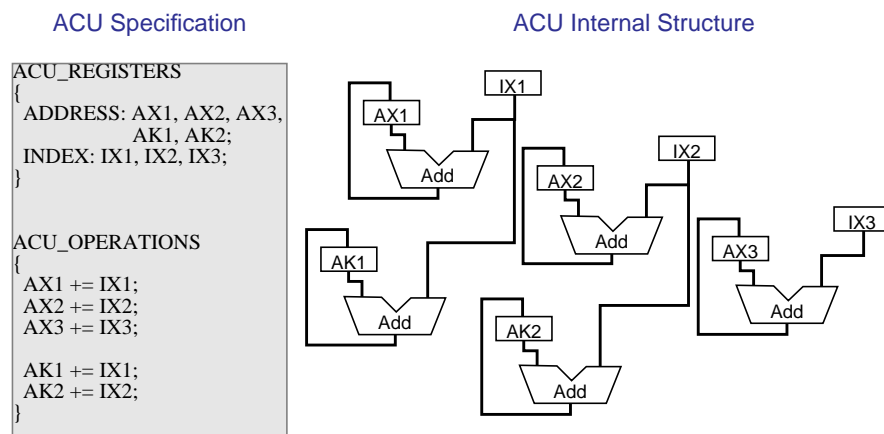 ACU Specification
ACU_REGISTERS
{
ADDRESS: AX1, AX2, AX3,
AK1, AK2;
INDEX: IX1, IX2, IX3;
}
ACU_OPERATIONS
{
AX1 += IX1;
AX2 += IX2;
AX3 += IX3;
AK1 += IX1;
AK2 += IX2;
}
ACU Internal Structure
IX1
AX1
Add
IX2
AX2
Add
IX3
AX3
Add
AK1
Add
AK2
Add